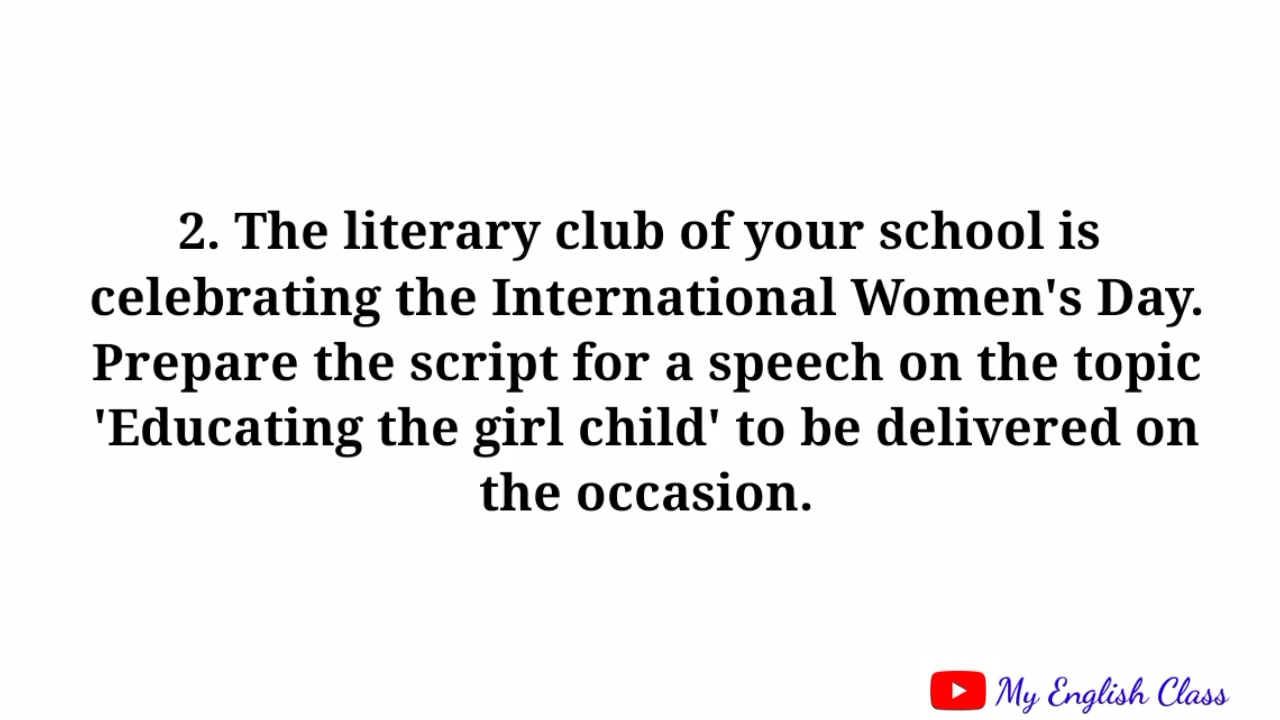 2. The literary club of your school is
celebrating the International Women's Day.
Prepare the script for a speech on the topic
'Educating the girl child' to be delivered on
the occasion.
My English Class